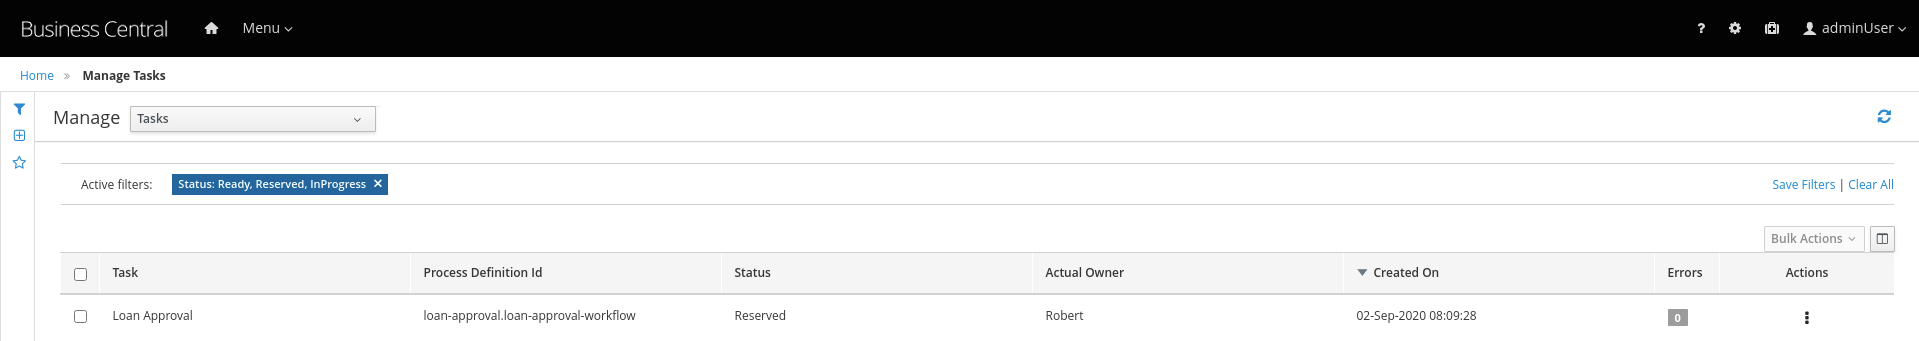 Business Central Menu ? adminUser
Home » Manage Tasks
Manage Tasks
Active filters: Status: Ready, Reserved, InProgress ✕ Save Filters | Clear All
Bulk Actions
Task Process Definition Id Status Actual Owner Created On Errors Actions
Loan Approval loan-approval.loan-approval-workflow Reserved Robert 02-Sep-2020 08:09:28 0